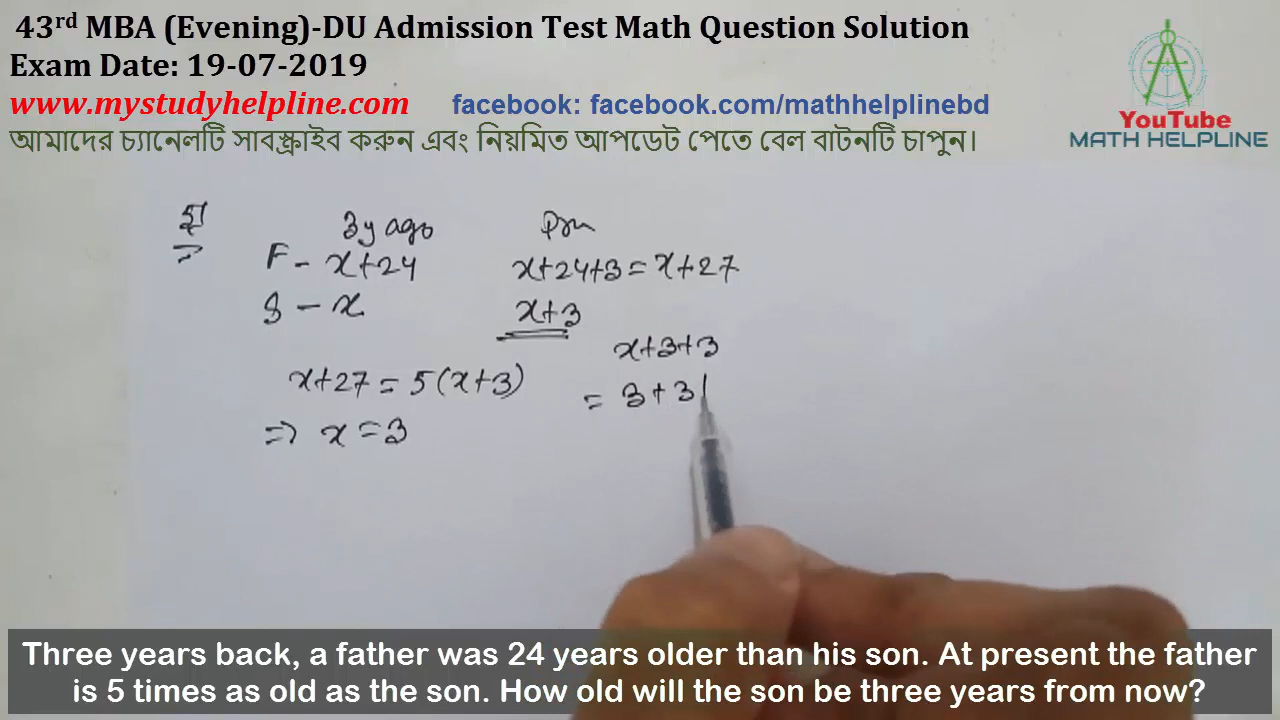 43rd MBA (Evening)-DU Admission Test Math Question Solution
Exam Date: 19-07-2019
www.mystudyhelpline.com facebook: facebook.com/mathhelplinebd
আমাদের চ্যানেলটি সাবস্ক্রাইব করুন এবং নিয়মিত আপডেট পেতে বেল বাটনটি চাপুন।
YouTube
MATH HELPLINE
3y ago
F - x+24 x+24+3 = x+27
S - x x+3
x+3+3
x+27 = 5(x+3)
= 3+3
=> x = 3
Three years back, a father was 24 years older than his son. At present the father
is 5 times as old as the son. How old will the son be three years from now?